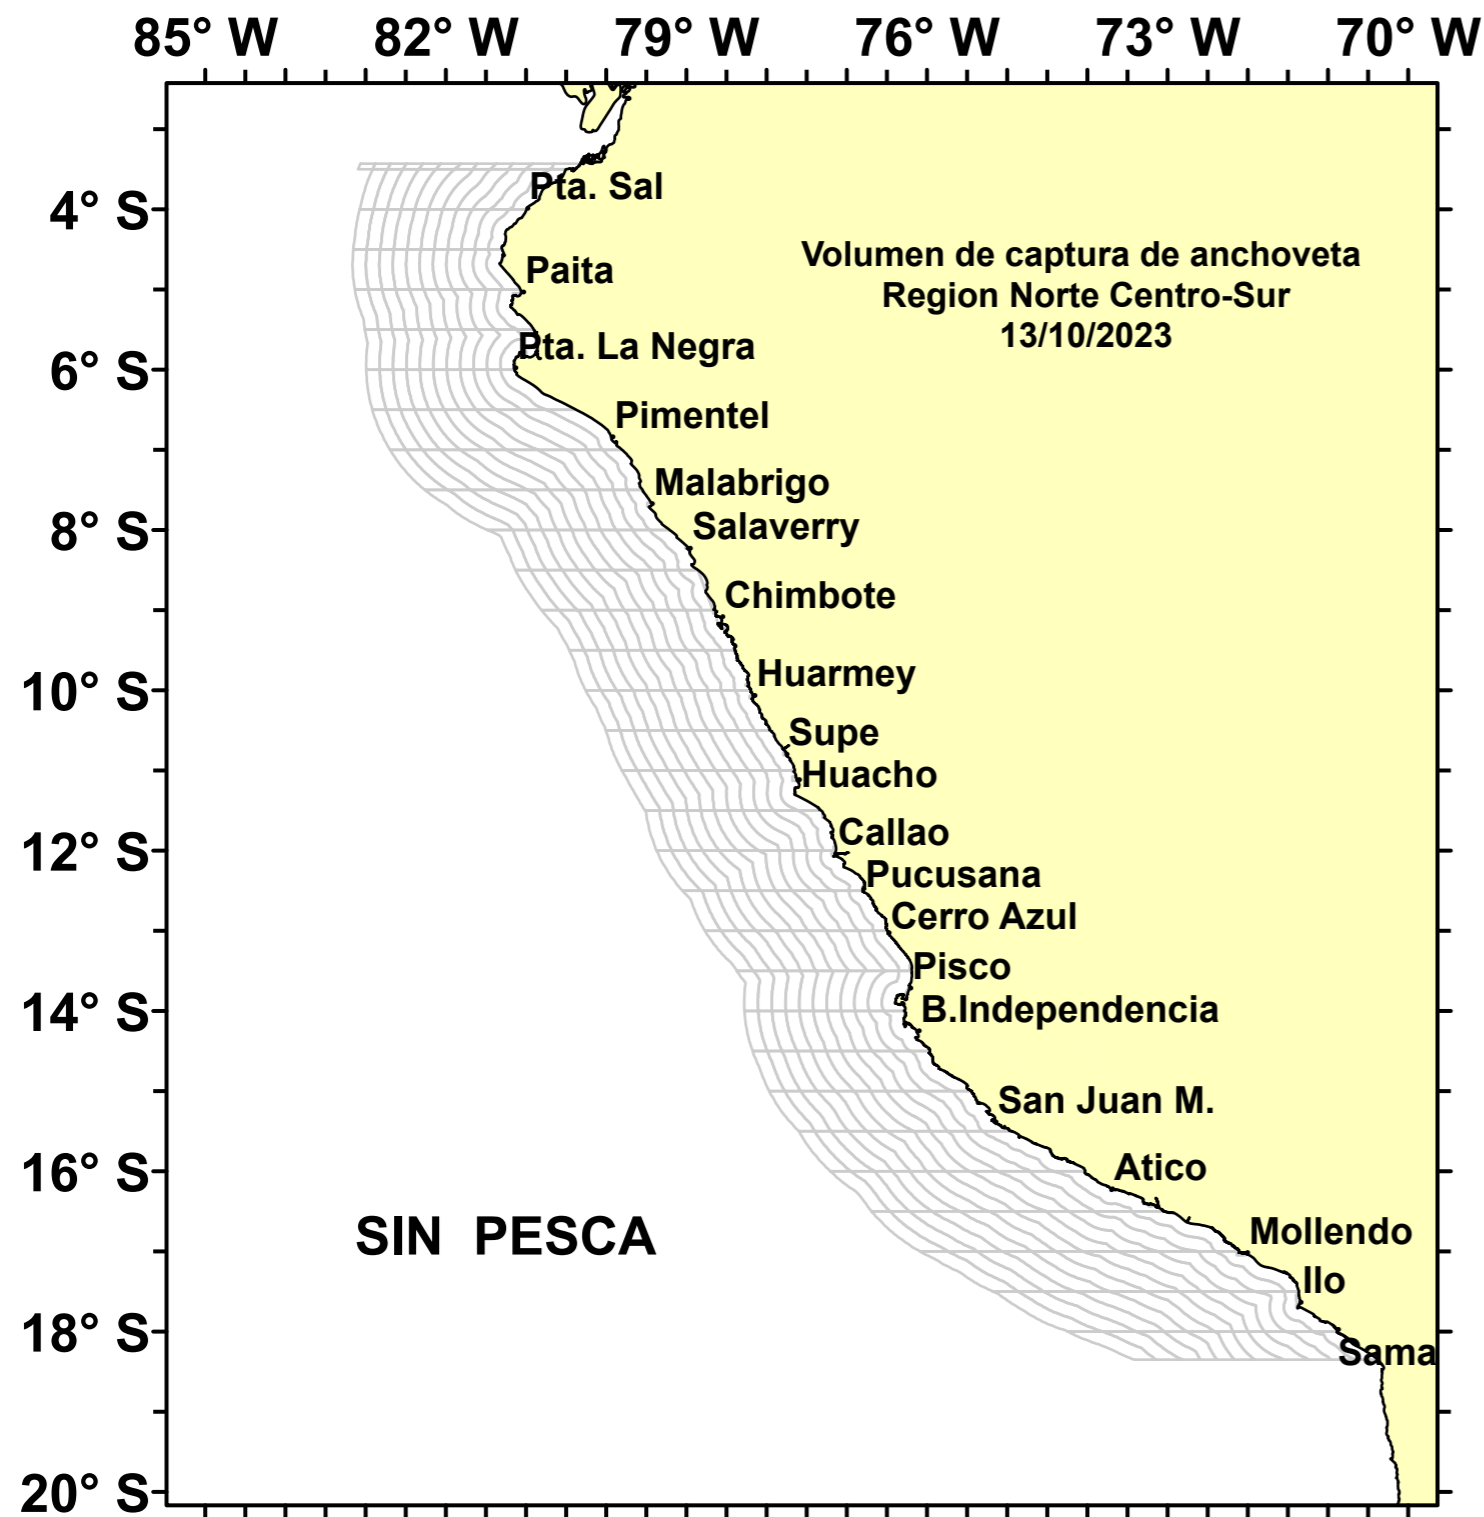 85° W 82° W 79° W 76° W 73° W 70° W
4° S
6° S
8° S
10° S
12° S
14° S
16° S
18° S
20° S
Volumen de captura de anchoveta
Region Norte Centro-Sur
13/10/2023
Pta. Sal
Paita
Pta. La Negra
Pimentel
Malabrigo
Salaverry
Chimbote
Huarmey
Supe
Huacho
Callao
Pucusana
Cerro Azul
Pisco
B.Independencia
San Juan M.
Atico
Mollendo
Ilo
Sama
SIN PESCA